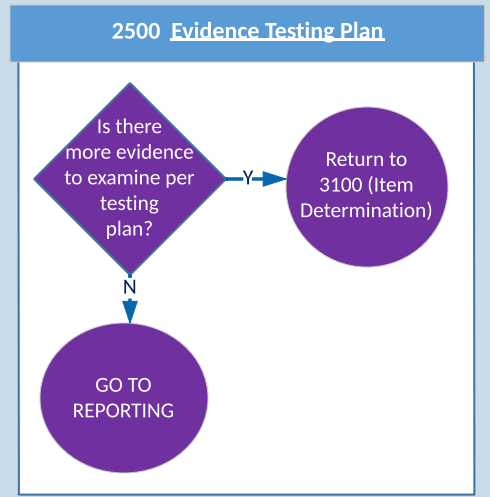 2500 Evidence Testing Plan
Is there
more evidence
to examine per
testing
plan?
Y
Return to
3100 (Item
Determination)
N
GO TO
REPORTING